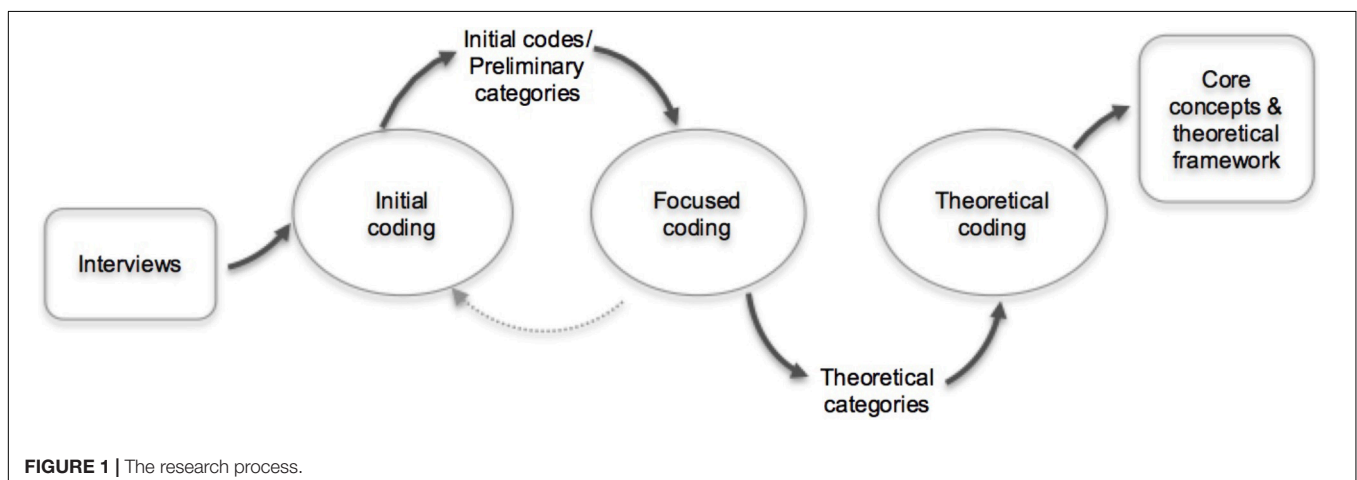 Interviews
Initial
coding
Initial codes/
Preliminary
categories
Focused
coding
Theoretical
categories
Theoretical
coding
Core
concepts &
theoretical
framework
FIGURE 1 | The research process.